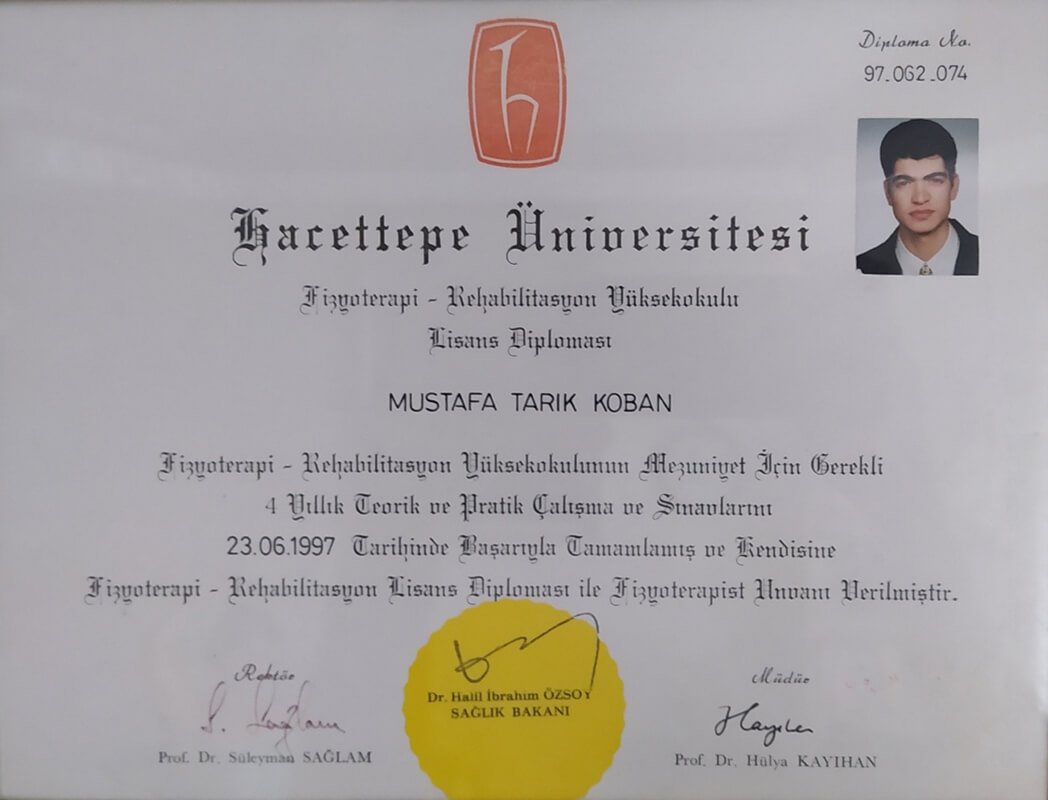 Diploma No.
97.062.074
Hacettepe Üniversitesi
Fizyoterapi - Rehabilitasyon Yüksekokulu
Lisans Diploması
MUSTAFA TARIK KOBAN
Fizyoterapi - Rehabilitasyon Yüksekokulunun Mezuniyet İçin Gerekli
4 Yıllık Teorik ve Pratik Çalışma ve Sınavlarını
23.06.1997 Tarihinde Başarıyla Tamamlamış ve Kendisine
Fizyoterapi - Rehabilitasyon Lisans Diploması ile Fizyoterapist Unvanı Verilmiştir.
Rektör
S. Sağlam
Prof. Dr. Süleyman SAĞLAM
Dr. Halil İbrahim ÖZSOY
SAĞLIK BAKANI
Müdür
Prof. Dr. Hülya KAYIHAN